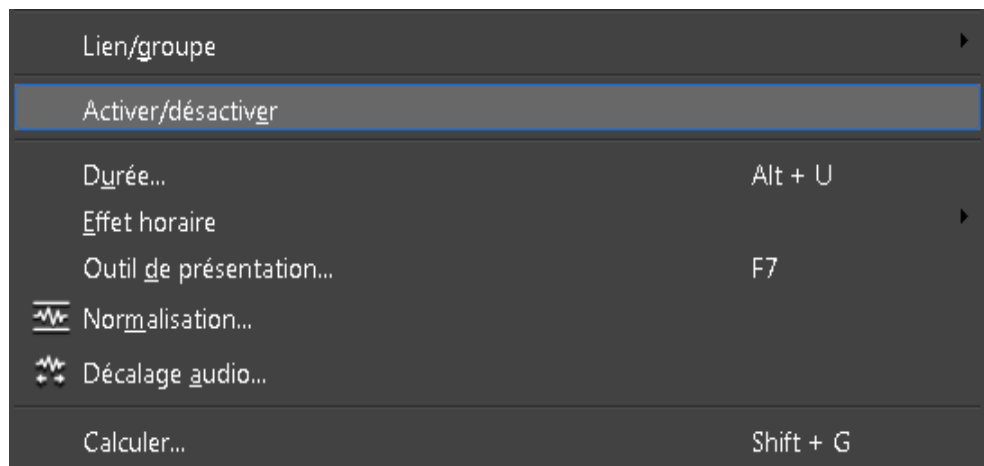 Lien/groupe
Activer/désactiver
Durée... Alt + U
Effet horaire
Outil de présentation... F7
Normalisation...
Décalage audio...
Calculer... Shift + G